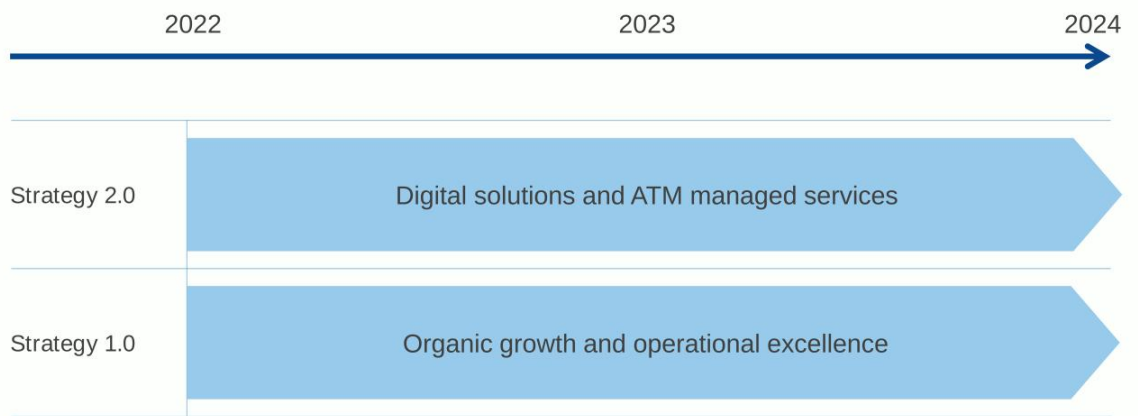 2022 2023 2024
Strategy 2.0 Digital solutions and ATM managed services
Strategy 1.0 Organic growth and operational excellence